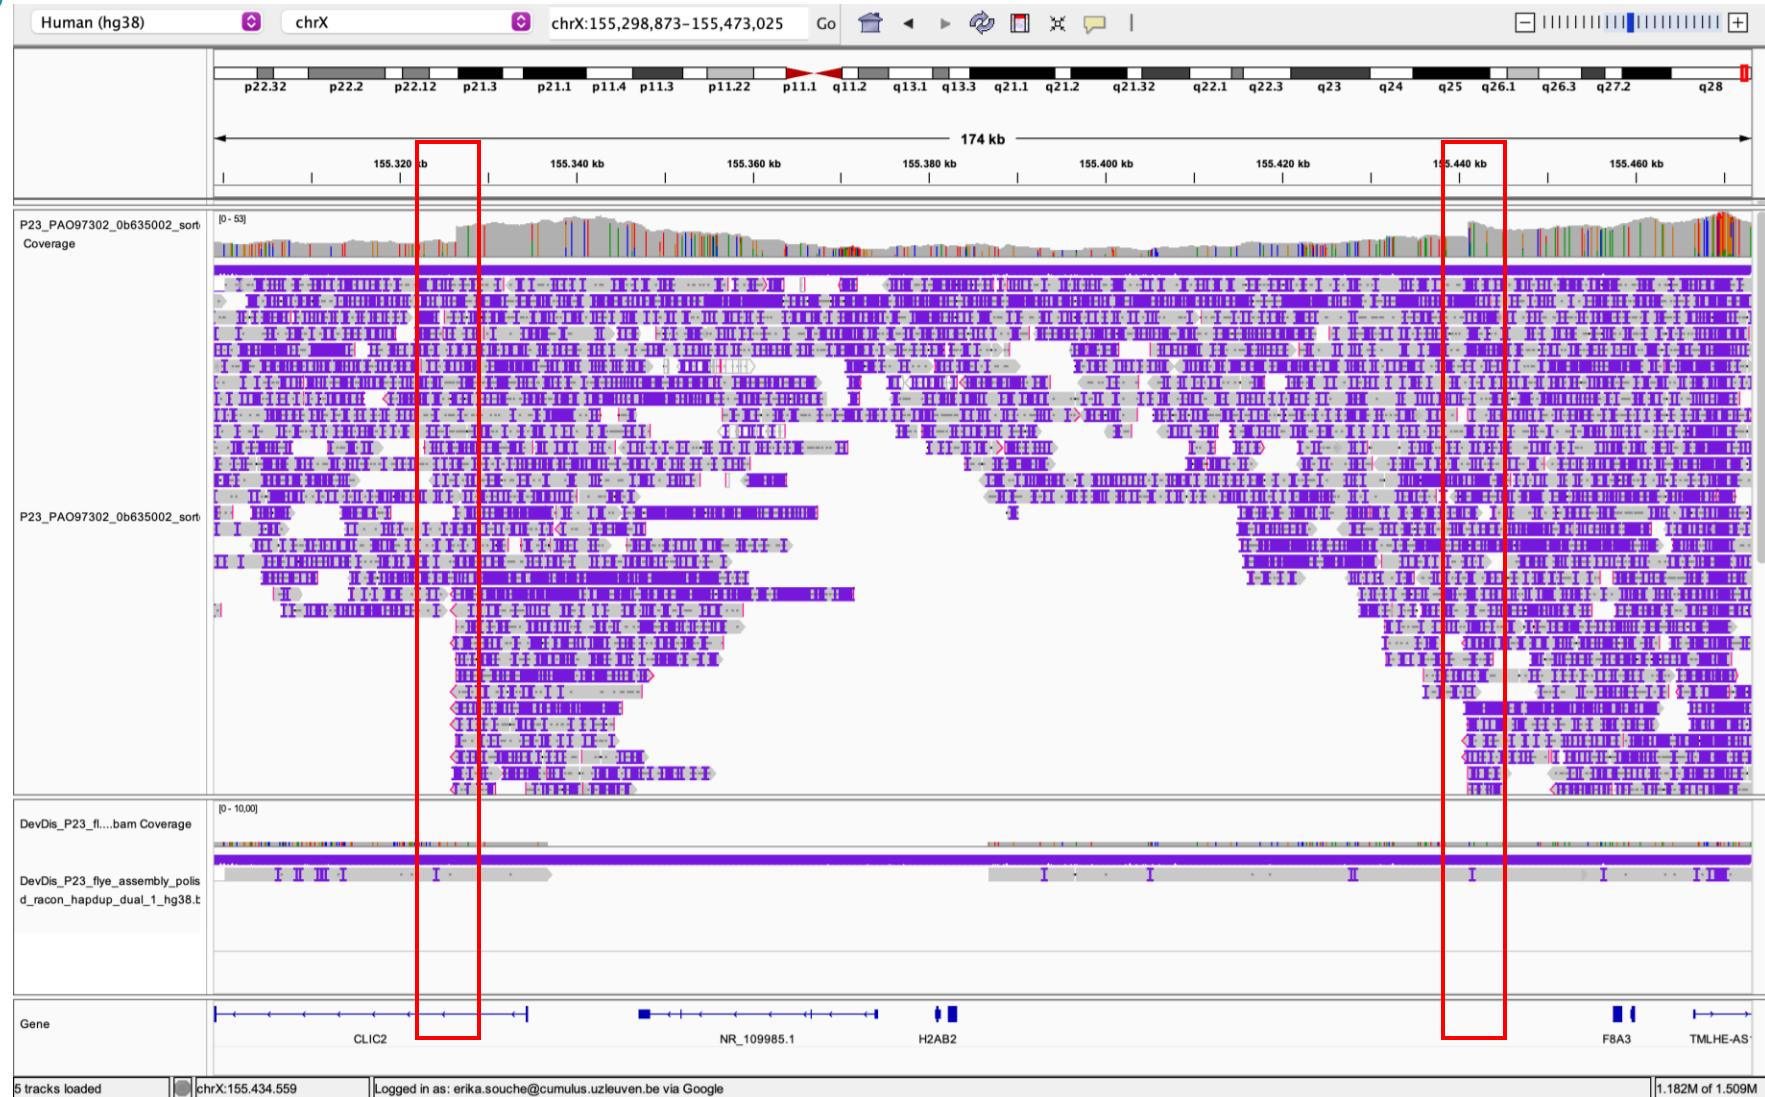 Human (hg38) chrX chrX:155,298,873-155,473,025 Go
p22.32 p22.2 p22.12 p21.3 p21.1 p11.4 p11.3 p11.22 p11.1 q11.2 q13.1 q13.3 q21.1 q21.2 q21.32 q22.1 q22.3 q23 q24 q25 q26.1 q26.3 q27.2 q28
174 kb
155.320 kb 155.340 kb 155.360 kb 155.380 kb 155.400 kb 155.420 kb 155.440 kb 155.460 kb
P23_PAO97302_0b635002_sort
Coverage
[0 - 53]
P23_PAO97302_0b635002_sort
[0 - 10,00]
DevDis_P23_fl....bam Coverage
DevDis_P23_flye_assembly_polis
d_racon_hapdup_dual_1_hg38.b
Gene
CLIC2 NR_109985.1 H2AB2 F8A3 TMLHE-AS
5 tracks loaded chrX:155.434.559 Logged in as: erika.souche@cumulus.uzleuven.be via Google 1.182M of 1.509M